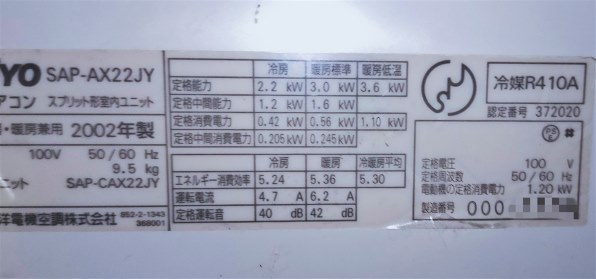 YO SAP-AX22JY
アコン スプリット形室内ユニット
・暖房兼用 2002年製
100V 50/60 Hz
9.5 kg
ニット SAP-CAX22JY
洋電機空調株式会社 852-2-1343
368001
冷房 暖房標準 暖房低温
定格能力 2.2 kW 3.0 kW 3.6 kW
定格中間能力 1.2 kW 1.6 kW
定格消費電力 0.42 kW 0.56 kW 1.10 kW
定格中間消費電力 0.205 kW 0.245 kW
冷房 暖房 冷暖房平均
エネルギー消費効率 5.24 5.36 5.30
運転電流 4.7 A 6.2 A
定格運転音 40 dB 42 dB
冷媒R410A
認定番号 372020
定格電圧 100 V
定格周波数 50/60 Hz
電動機の定格消費電力 1.20 kW
製造番号 000